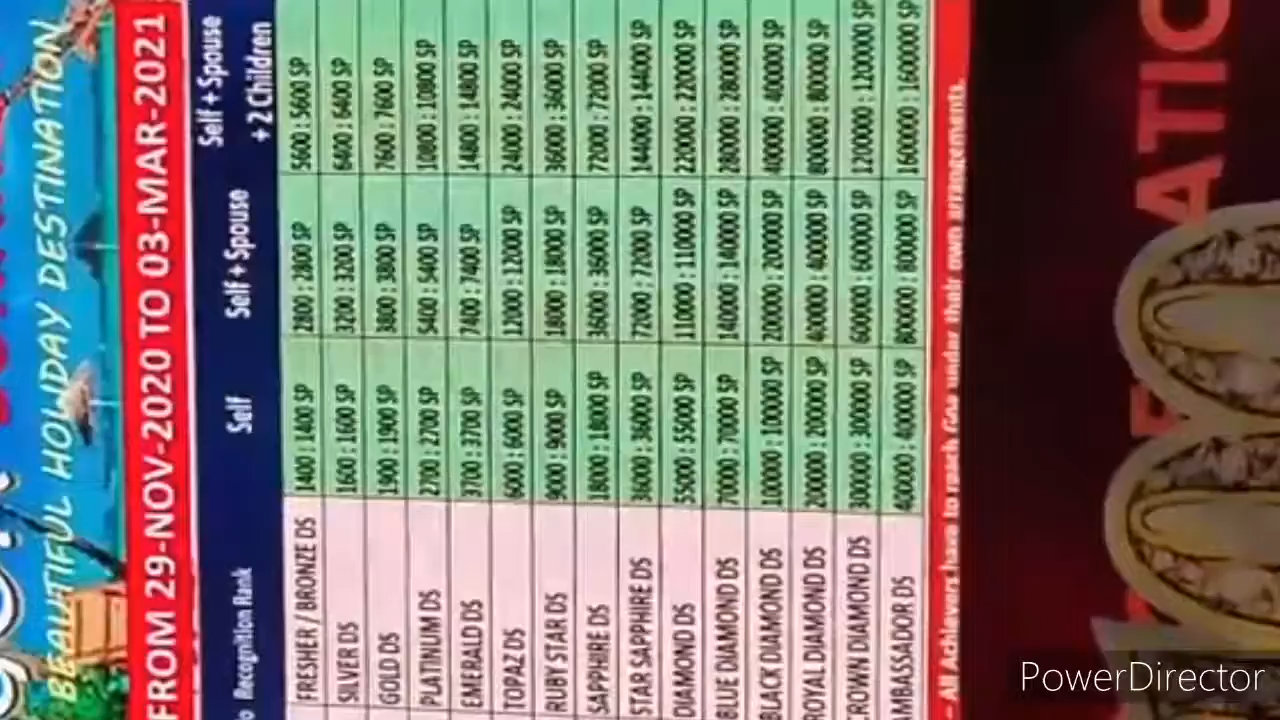 BEAUTIFUL HOLIDAY DESTINATION
FROM 29-NOV-2020 TO 03-MAR-2021
Recognition Rank Self Self + Spouse Self + Spouse + 2 Children
FRESHER / BRONZE DS 1400 : 1400 SP 2800 : 2800 SP 5600 : 5600 SP
SILVER DS 1600 : 1600 SP 3200 : 3200 SP 6400 : 6400 SP
GOLD DS 1900 : 1900 SP 3800 : 3800 SP 7600 : 7600 SP
PLATINUM DS 2700 : 2700 SP 5400 : 5400 SP 10800 : 10800 SP
EMERALD DS 3700 : 3700 SP 7400 : 7400 SP 14800 : 14800 SP
TOPAZ DS 6000 : 6000 SP 12000 : 12000 SP 24000 : 24000 SP
RUBY STAR DS 9000 : 9000 SP 18000 : 18000 SP 36000 : 36000 SP
SAPPHIRE DS 18000 : 18000 SP 36000 : 36000 SP 72000 : 72000 SP
STAR SAPPHIRE DS 36000 : 36000 SP 72000 : 72000 SP 144000 : 144000 SP
DIAMOND DS 55000 : 55000 SP 110000 : 110000 SP 220000 : 220000 SP
BLUE DIAMOND DS 70000 : 70000 SP 140000 : 140000 SP 280000 : 280000 SP
BLACK DIAMOND DS 100000 : 100000 SP 200000 : 200000 SP 400000 : 400000 SP
ROYAL DIAMOND DS 200000 : 200000 SP 400000 : 400000 SP 800000 : 800000 SP
CROWN DIAMOND DS 300000 : 300000 SP 600000 : 600000 SP 1200000 : 1200000 SP
AMBASSADOR DS 400000 : 400000 SP 800000 : 800000 SP 1600000 : 1600000 SP
- All Achievers have to reach Goa under their own arrangements.
PowerDirector